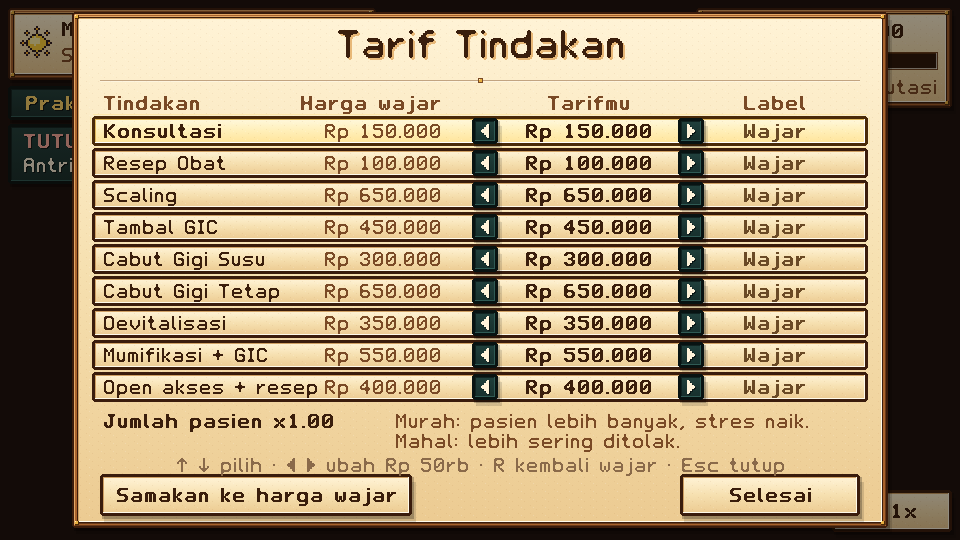 Tarif Tindakan
Tindakan Harga wajar Tarifmu Label
Konsultasi Rp 150.000 Rp 150.000 Wajar
Resep Obat Rp 100.000 Rp 100.000 Wajar
Scaling Rp 650.000 Rp 650.000 Wajar
Tambal GIC Rp 450.000 Rp 450.000 Wajar
Cabut Gigi Susu Rp 300.000 Rp 300.000 Wajar
Cabut Gigi Tetap Rp 650.000 Rp 650.000 Wajar
Devitalisasi Rp 350.000 Rp 350.000 Wajar
Mumifikasi + GIC Rp 550.000 Rp 550.000 Wajar
Open akses + resep Rp 400.000 Rp 400.000 Wajar
Jumlah pasien x1.00
Murah: pasien lebih banyak, stres naik.
Mahal: lebih sering ditolak.
↑ ↓ pilih · ◀ ▶ ubah Rp 50rb · R kembali wajar · Esc tutup
Samakan ke harga wajar
Selesai
1x